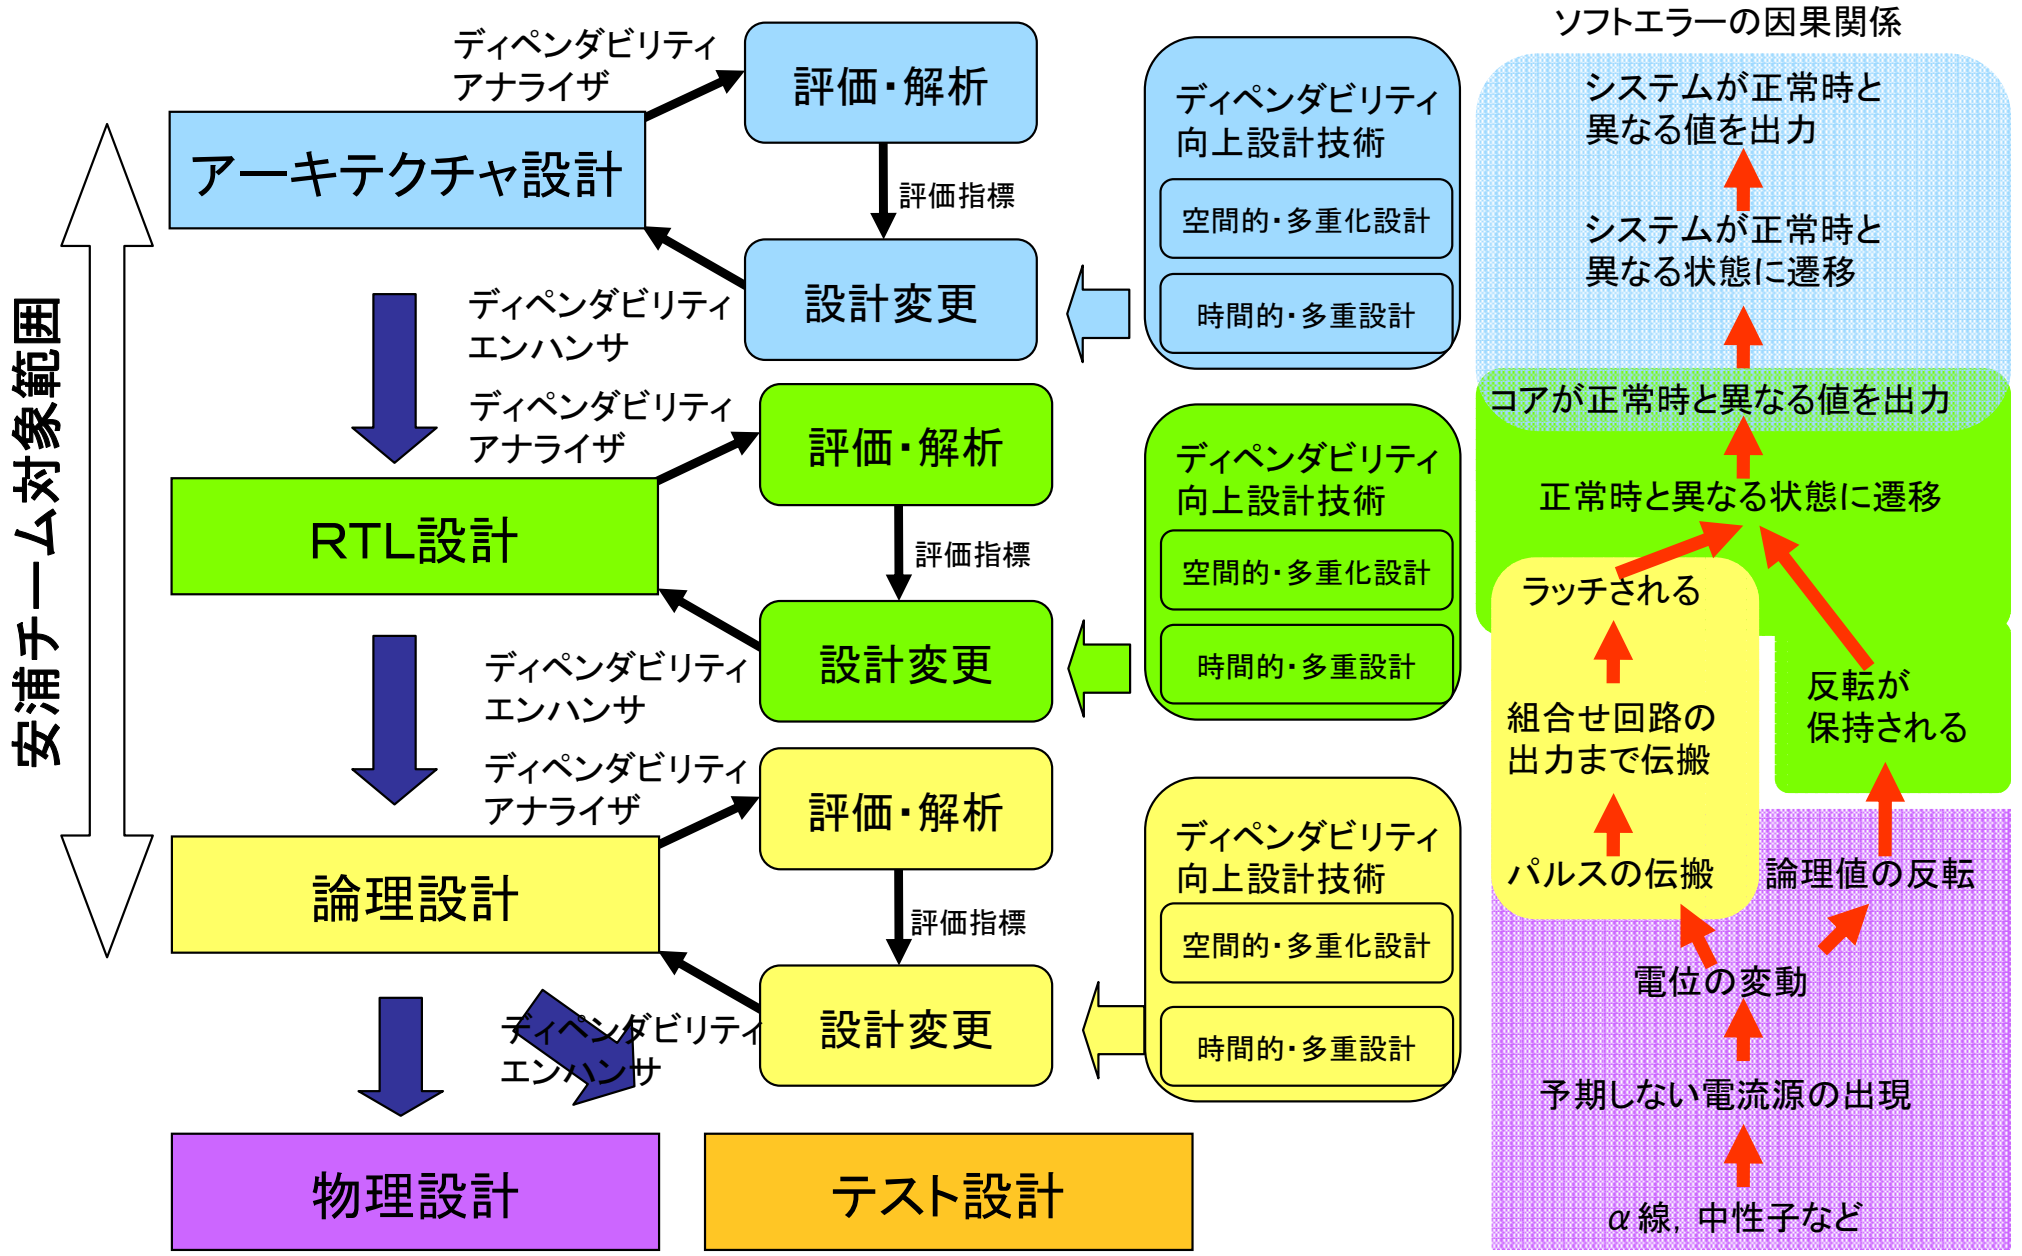 安浦チーム対象範囲
ディペンダビリティ
アナライザ
アーキテクチャ設計
評価・解析
評価指標
設計変更
ディペンダビリティ
エンハンサ
ディペンダビリティ
向上設計技術
空間的・多重化設計
時間的・多重設計
ディペンダビリティ
アナライザ
RTL設計
評価・解析
評価指標
設計変更
ディペンダビリティ
エンハンサ
ディペンダビリティ
向上設計技術
空間的・多重化設計
時間的・多重設計
ディペンダビリティ
アナライザ
論理設計
評価・解析
評価指標
設計変更
ディペンダビリティ
エンハンサ
ディペンダビリティ
向上設計技術
空間的・多重化設計
時間的・多重設計
物理設計
テスト設計
ソフトエラーの因果関係
システムが正常時と
異なる値を出力
システムが正常時と
異なる状態に遷移
コアが正常時と異なる値を出力
正常時と異なる状態に遷移
ラッチされる
反転が
保持される
組合せ回路の
出力まで伝搬
パルスの伝搬
論理値の反転
電位の変動
予期しない電流源の出現
α線, 中性子など